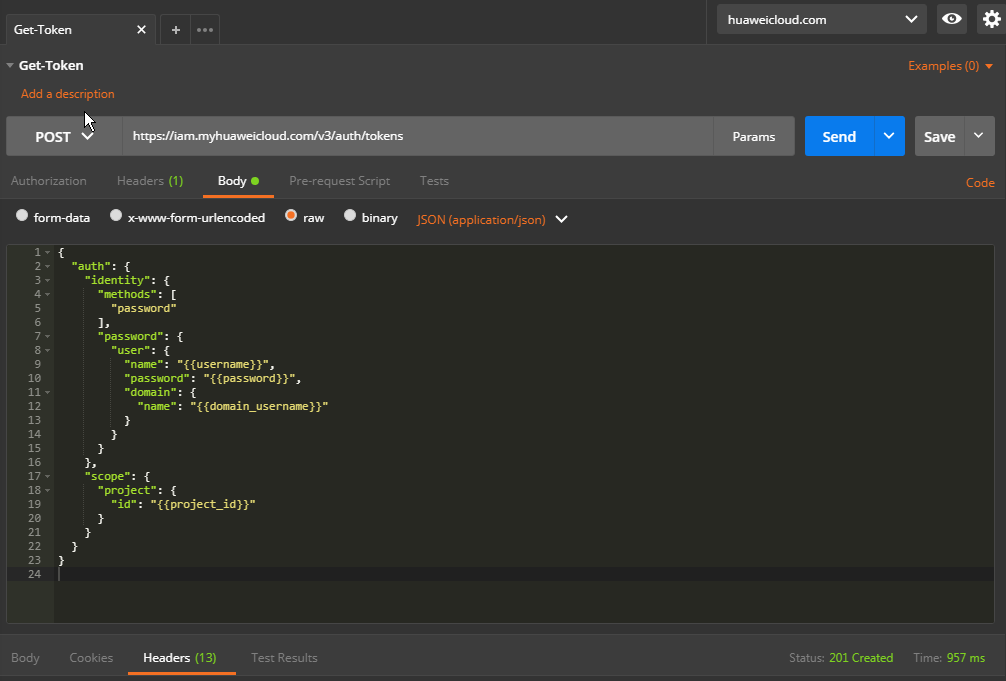 Get-Token ✕ + ••• huaweicloud.com
Get-Token Examples (0)
Add a description
POST https://iam.myhuaweicloud.com/v3/auth/tokens Params Send Save
Authorization Headers (1) Body Pre-request Script Tests Code
form-data x-www-form-urlencoded raw binary JSON (application/json)
1 {
2 "auth": {
3 "identity": {
4 "methods": [
5 "password"
6 ],
7 "password": {
8 "user": {
9 "name": "{{username}}",
10 "password": "{{password}}",
11 "domain": {
12 "name": "{{domain_username}}"
13 }
14 }
15 }
16 },
17 "scope": {
18 "project": {
19 "id": "{{project_id}}"
20 }
21 }
22 }
23 }
24
Body Cookies Headers (13) Test Results Status: 201 Created Time: 957 ms